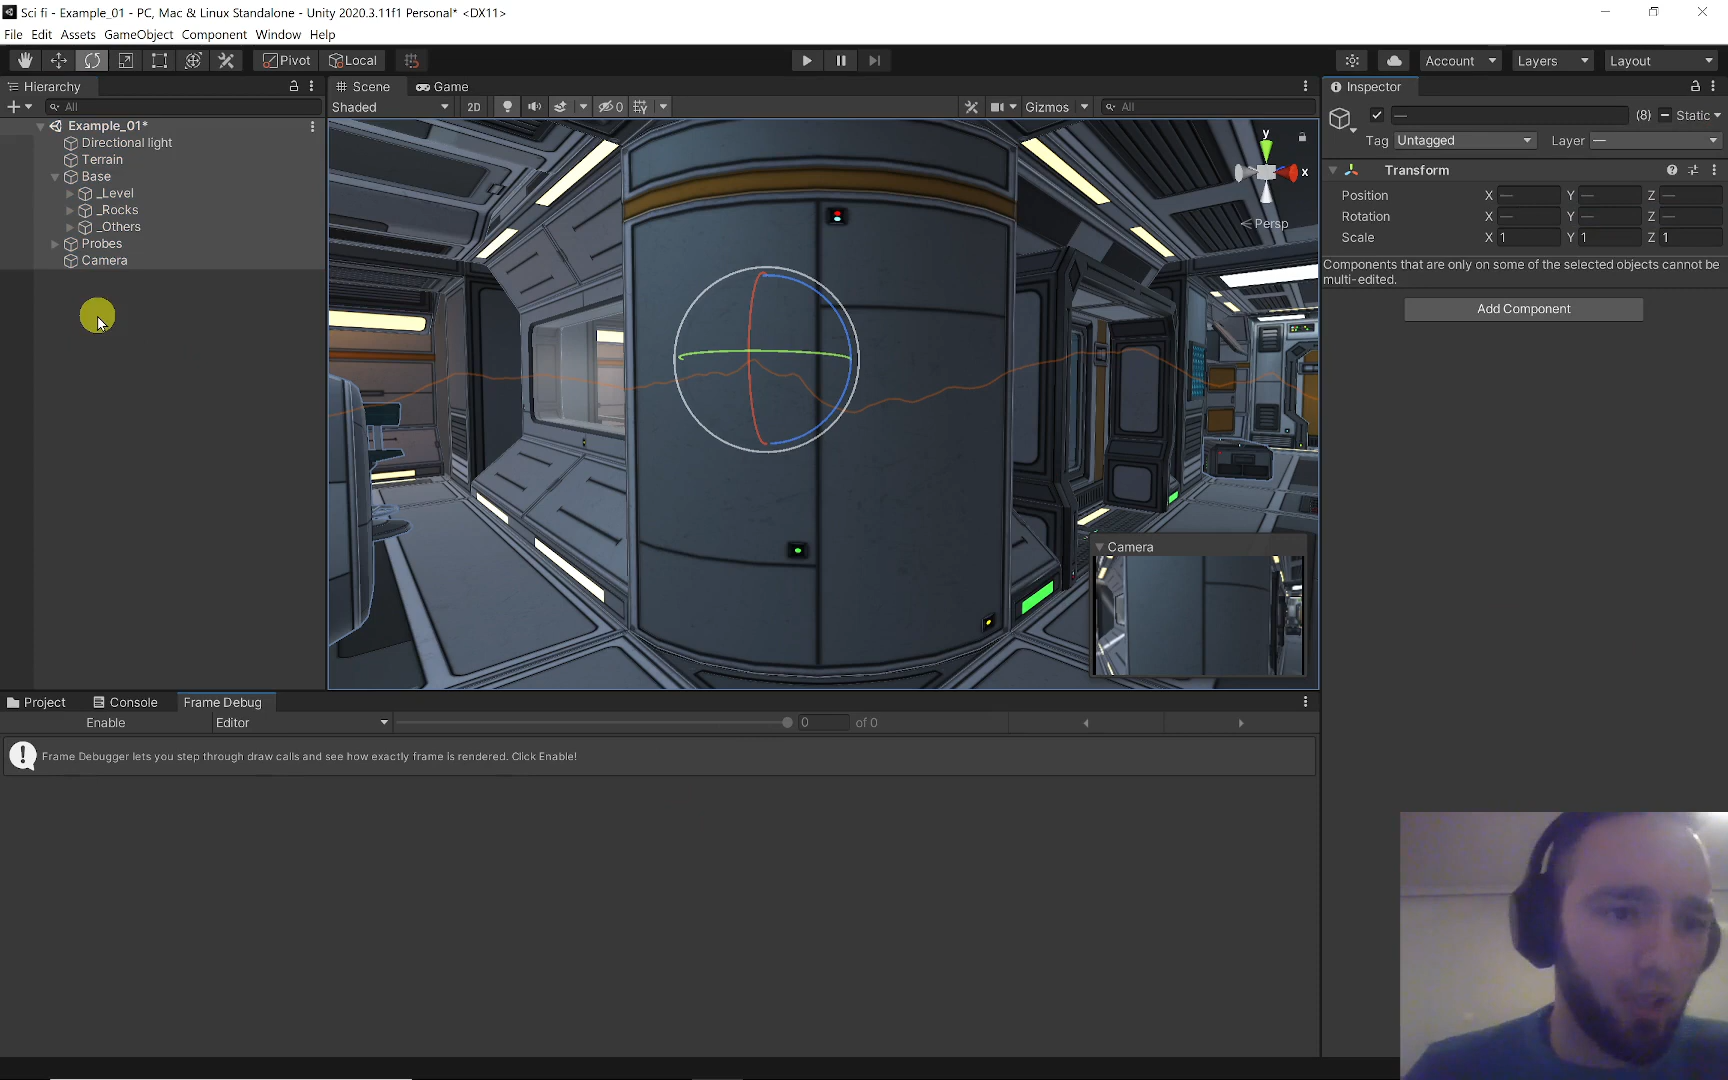 Sci fi - Example_01 - PC, Mac & Linux Standalone - Unity 2020.3.11f1 Personal* <DX11>
File Edit Assets GameObject Component Window Help
Pivot Local Account Layers Layout
Hierarchy
All
Example_01*
Directional light
Terrain
Base
_Level
_Rocks
_Others
Probes
Camera
Scene Game
Shaded 2D 0 Gizmos All
y
x
< Persp
Camera
Inspector
— (8) Static
Tag Untagged Layer —
Transform
Position X — Y — Z —
Rotation X — Y — Z —
Scale X 1 Y 1 Z 1
Components that are only on some of the selected objects cannot be
multi-edited.
Add Component
Project Console Frame Debug
Enable Editor 0 of 0
Frame Debugger lets you step through draw calls and see how exactly frame is rendered. Click Enable!